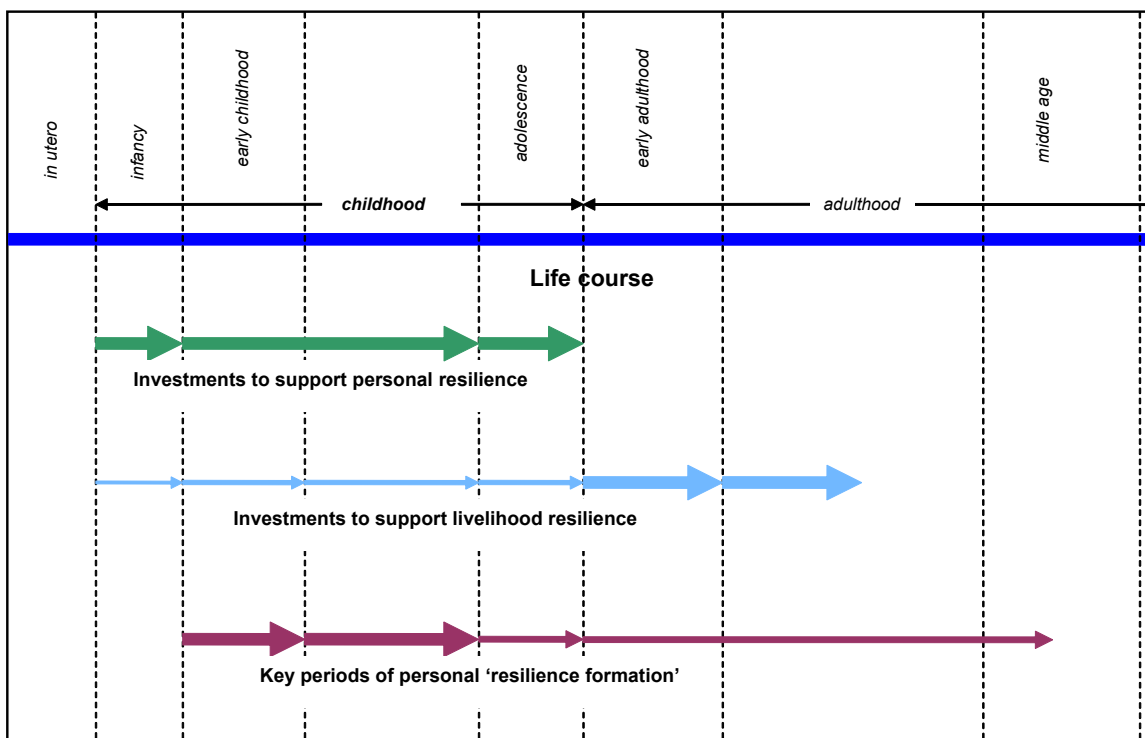 in utero
infancy
early childhood
adolescence
early adulthood
middle age
childhood
adulthood
Life course
Investments to support personal resilience
Investments to support livelihood resilience
Key periods of personal ‘resilience formation’